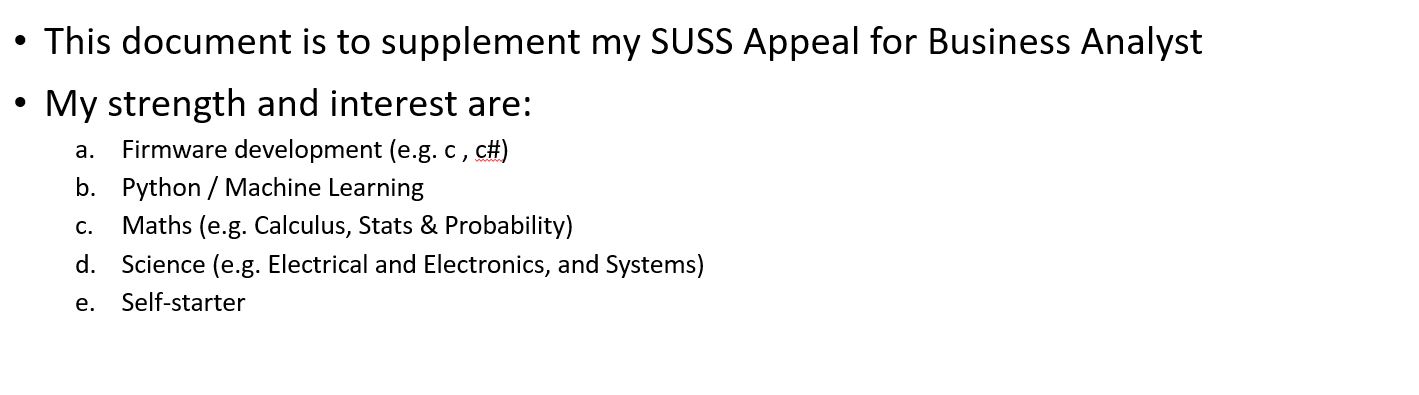 • This document is to supplement my SUSS Appeal for Business Analyst
• My strength and interest are:
a. Firmware development (e.g. c , c#)
b. Python / Machine Learning
c. Maths (e.g. Calculus, Stats & Probability)
d. Science (e.g. Electrical and Electronics, and Systems)
e. Self-starter